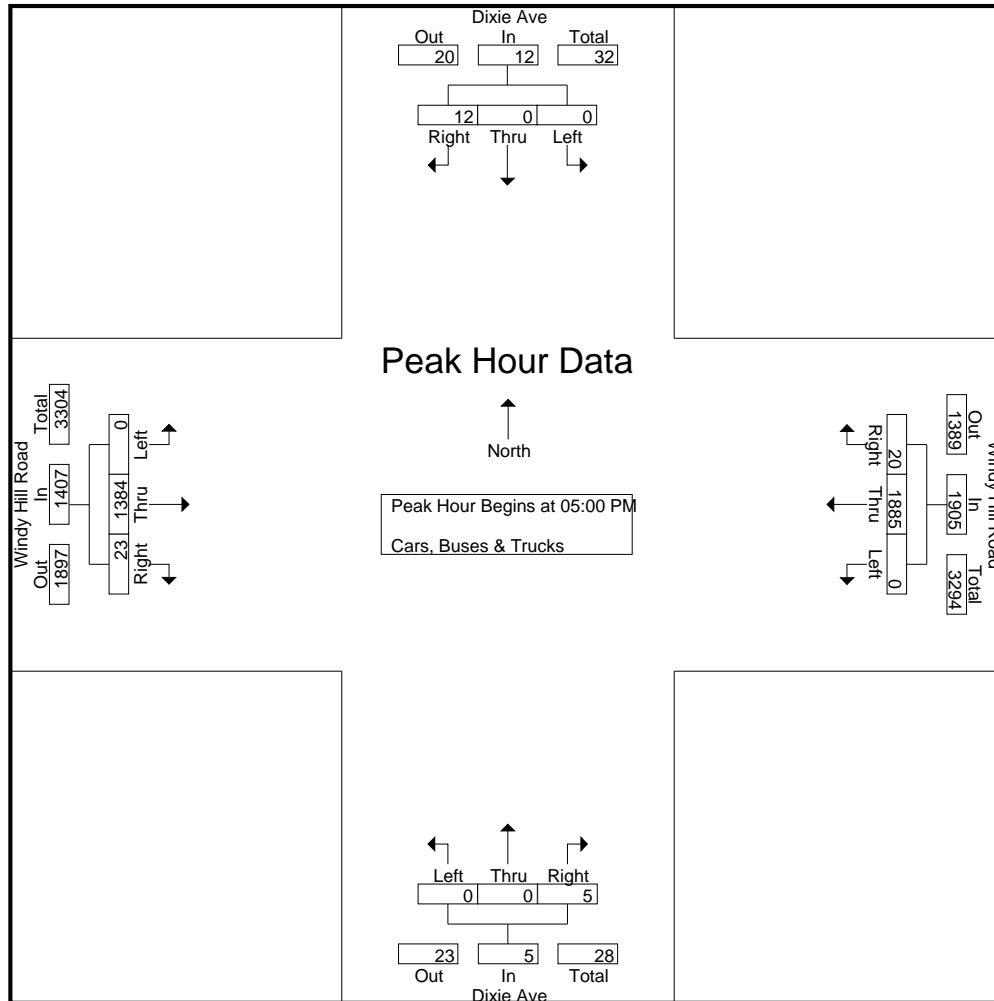 Dixie Ave
Out In Total
20 12 32
12 0 0
Right Thru Left
Peak Hour Data
North
Peak Hour Begins at 05:00 PM
Cars, Buses & Trucks
Windy Hill Road
Total In Out
3304 1407 1897
0 1384 23
Left Thru Right
Windy Hill Road
Out In Total
1389 1905 3294
20 1885 0
Right Thru Left
Left Thru Right
0 0 5
23 5 28
Out In Total
Dixie Ave